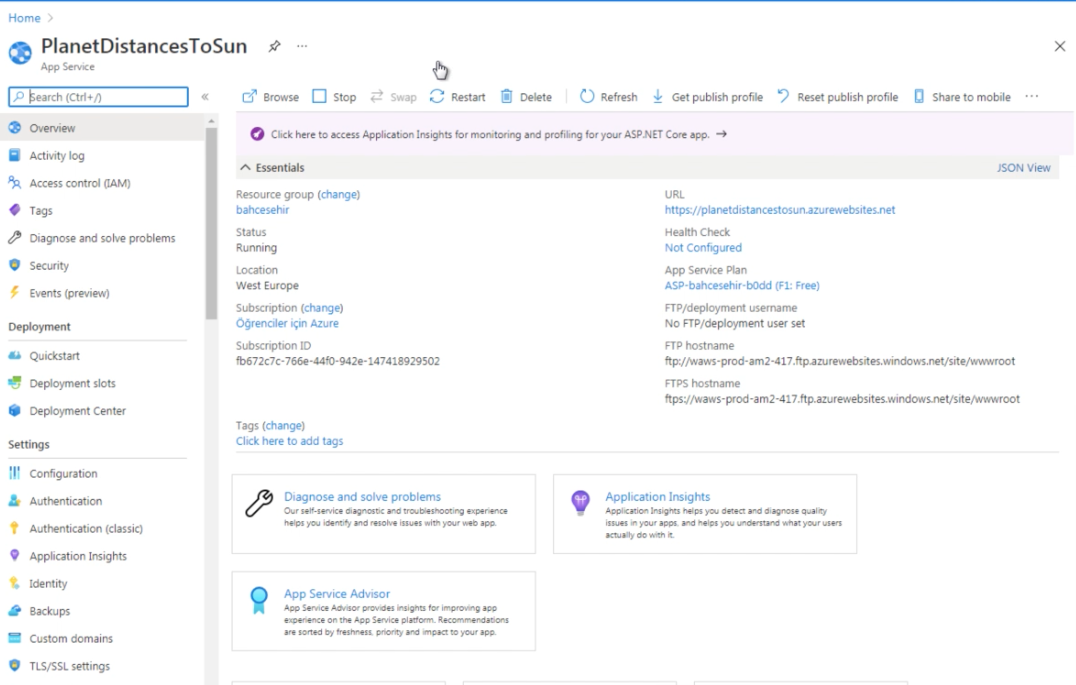 Home
PlanetDistancesToSun
App Service
Search (Ctrl+/)
Browse Stop Swap Restart Delete Refresh Get publish profile Reset publish profile Share to mobile
Click here to access Application Insights for monitoring and profiling for your ASP.NET Core app.
Overview
Activity log
Access control (IAM)
Tags
Diagnose and solve problems
Security
Events (preview)
Deployment
Quickstart
Deployment slots
Deployment Center
Settings
Configuration
Authentication
Authentication (classic)
Application Insights
Identity
Backups
Custom domains
TLS/SSL settings
Essentials
JSON View
Resource group (change)
bahcesehir
Status
Running
Location
West Europe
Subscription (change)
Öğrenciler için Azure
Subscription ID
fb672c7c-766e-44f0-942e-147418929502
URL
https://planetdistancestosun.azurewebsites.net
Health Check
Not Configured
App Service Plan
ASP-bahcesehir-b0dd (F1: Free)
FTP/deployment username
No FTP/deployment user set
FTP hostname
ftp://waws-prod-am2-417.ftp.azurewebsites.windows.net/site/wwwroot
FTPS hostname
ftps://waws-prod-am2-417.ftp.azurewebsites.windows.net/site/wwwroot
Tags (change)
Click here to add tags
Diagnose and solve problems
Our self-service diagnostic and troubleshooting experience
helps you identify and resolve issues with your web app.
Application Insights
Application Insights helps you detect and diagnose quality
issues in your apps, and helps you understand what your users
actually do with it.
App Service Advisor
App Service Advisor provides insights for improving app
experience on the App Service platform. Recommendations
are sorted by freshness, priority and impact to your app.